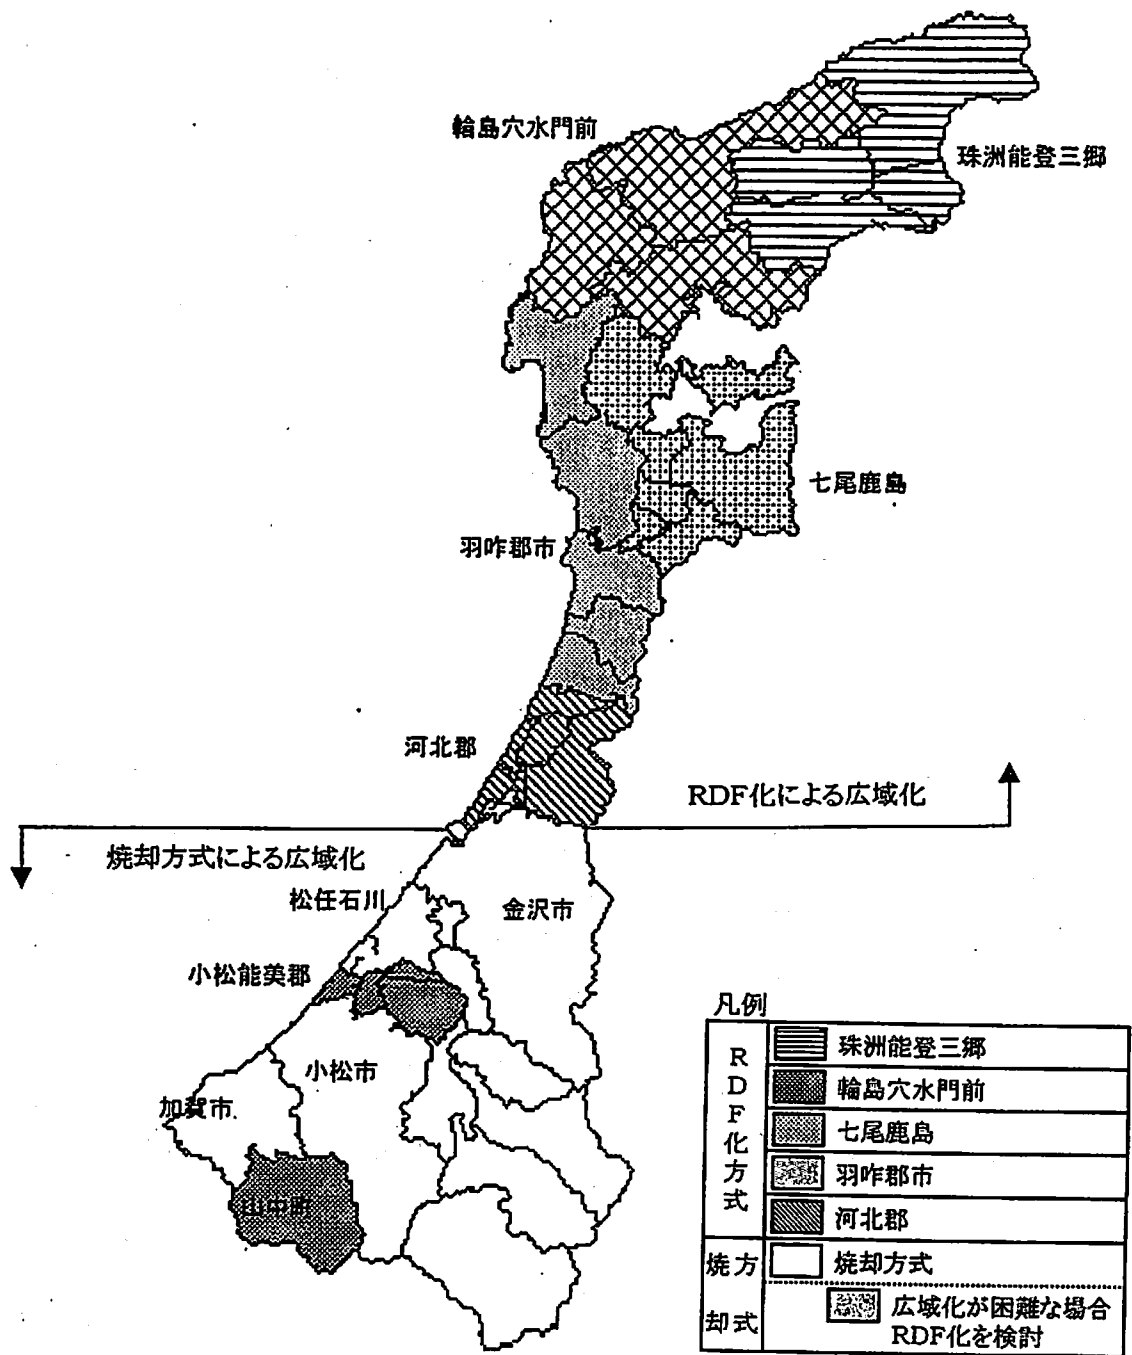 輪島穴水門前
珠洲能登三郷
七尾鹿島
羽咋郡市
河北郡
RDF化による広域化
焼却方式による広域化
松任石川
金沢市
小松能美郡
小松市
加賀市
山中町
凡例
RDF化方式
珠洲能登三郷
輪島穴水門前
七尾鹿島
羽咋郡市
河北郡
焼方
却式
焼却方式
広域化が困難な場合
RDF化を検討